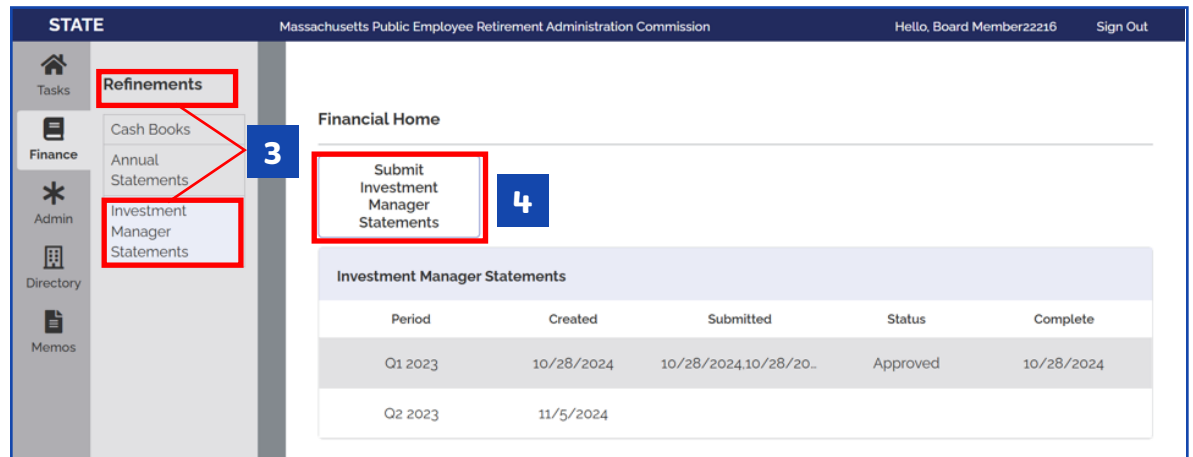 STATE Massachusetts Public Employee Retirement Administration Commission Hello, Board Member22216 Sign Out
Tasks
Finance
Admin
Directory
Memos
Refinements
Cash Books
Annual
Statements
Investment
Manager
Statements
3
Financial Home
Submit
Investment
Manager
Statements
4
Investment Manager Statements
Period Created Submitted Status Complete
Q1 2023 10/28/2024 10/28/2024,10/28/20... Approved 10/28/2024
Q2 2023 11/5/2024